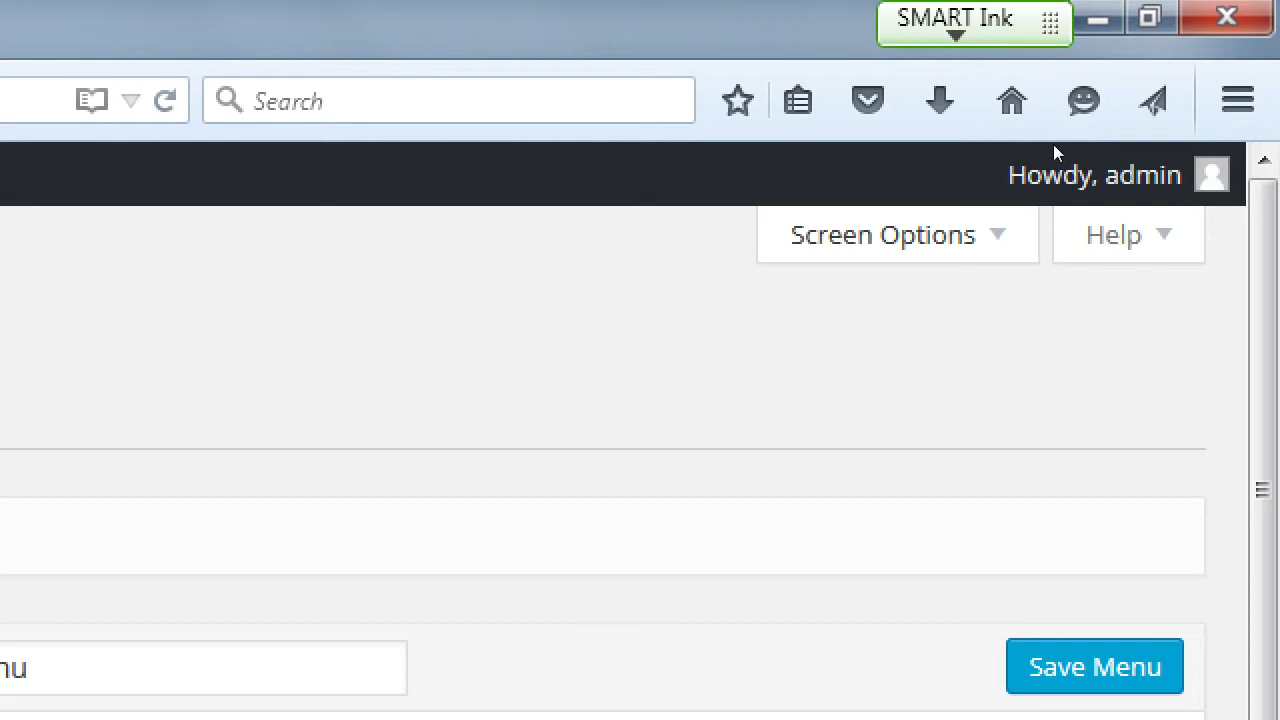 SMART Ink
Search
Howdy, admin
Screen Options
Help
nu
Save Menu